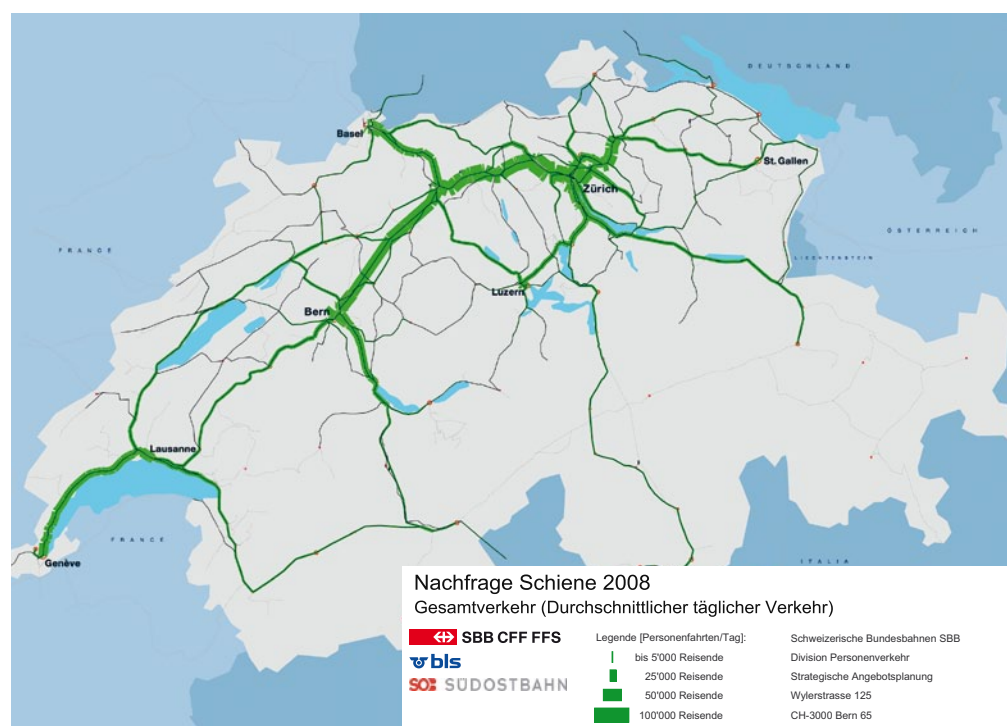 DEUTSCHLAND
Basel
St. Gallen
Zürich
FRANCE
ÖSTERREICH
LIECHTENSTEIN
Luzern
Bern
Lausanne
FRANCE
Genève
ITALIA
Nachfrage Schiene 2008
Gesamtverkehr (Durchschnittlicher täglicher Verkehr)
SBB CFF FFS
bls
SOB SÜDOSTBAHN
Legende [Personenfahrten/Tag]:
bis 5'000 Reisende
25'000 Reisende
50'000 Reisende
100'000 Reisende
Schweizerische Bundesbahnen SBB
Division Personenverkehr
Strategische Angebotsplanung
Wylerstrasse 125
CH-3000 Bern 65